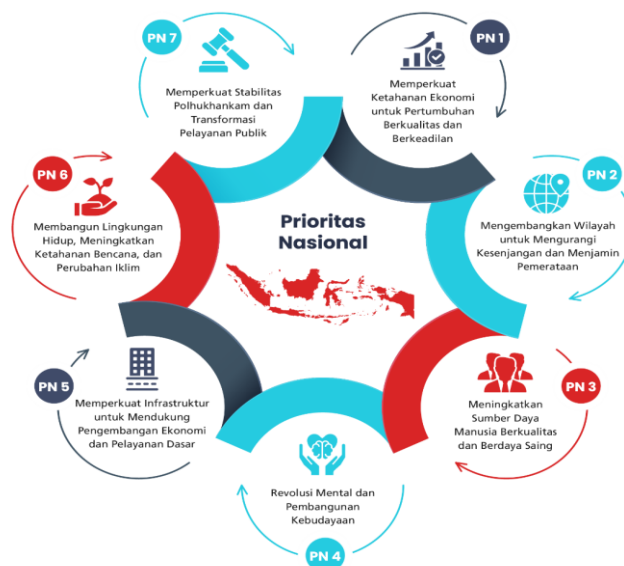 Prioritas
Nasional
PN 1
Memperkuat
Ketahanan Ekonomi
untuk Pertumbuhan
Berkualitas dan
Berkeadilan
PN 2
Mengembangkan Wilayah
untuk Mengurangi
Kesenjangan dan Menjamin
Pemerataan
PN 3
Meningkatkan
Sumber Daya
Manusia Berkualitas
dan Berdaya Saing
Revolusi Mental dan
Pembangunan
Kebudayaan
PN 4
PN 5
Memperkuat Infrastruktur
untuk Mendukung
Pengembangan Ekonomi
dan Pelayanan Dasar
PN 6
Membangun Lingkungan
Hidup, Meningkatkan
Ketahanan Bencana, dan
Perubahan Iklim
PN 7
Memperkuat Stabilitas
Polhukhankam dan
Transformasi
Pelayanan Publik